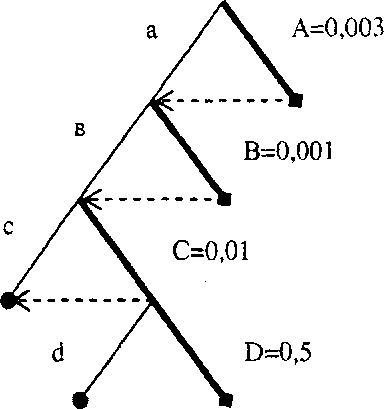 a
A=0,003
в
B=0,001
c
C=0,01
d
D=0,5